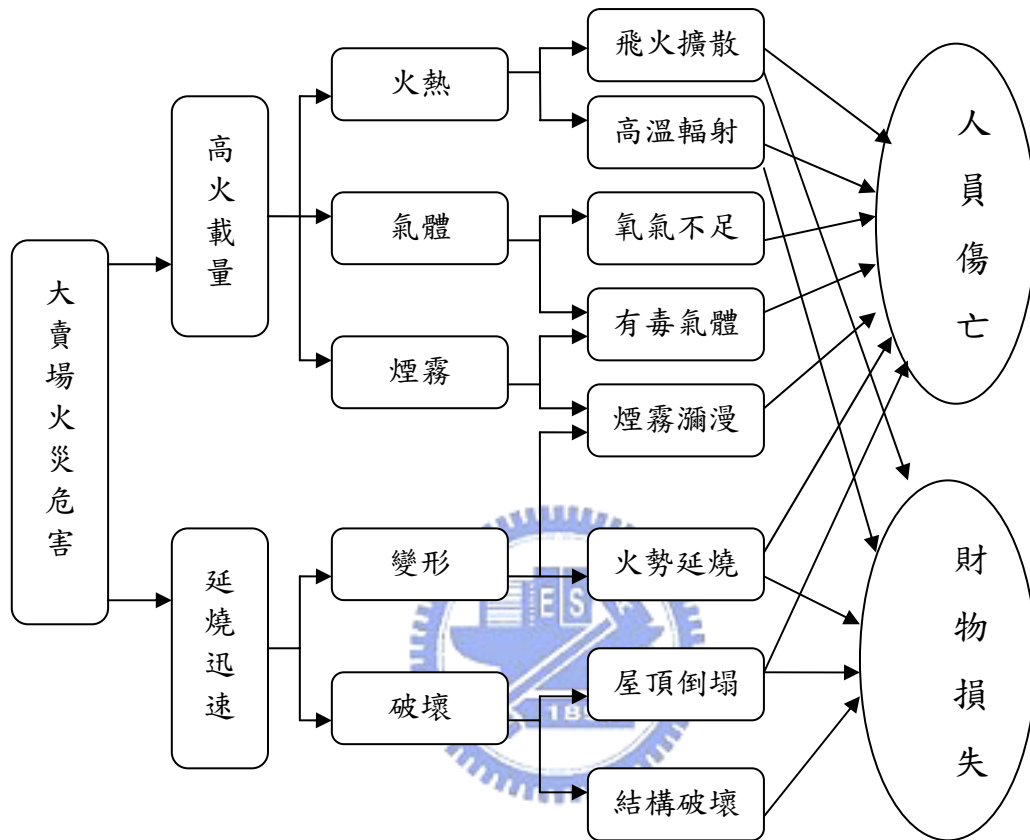 大賣場火災危害
高火載量
延燒迅速
火熱
氣體
煙霧
變形
破壞
飛火擴散
高溫輻射
氧氣不足
有毒氣體
煙霧瀰漫
火勢延燒
屋頂倒塌
結構破壞
人員傷亡
財物損失
ES
189